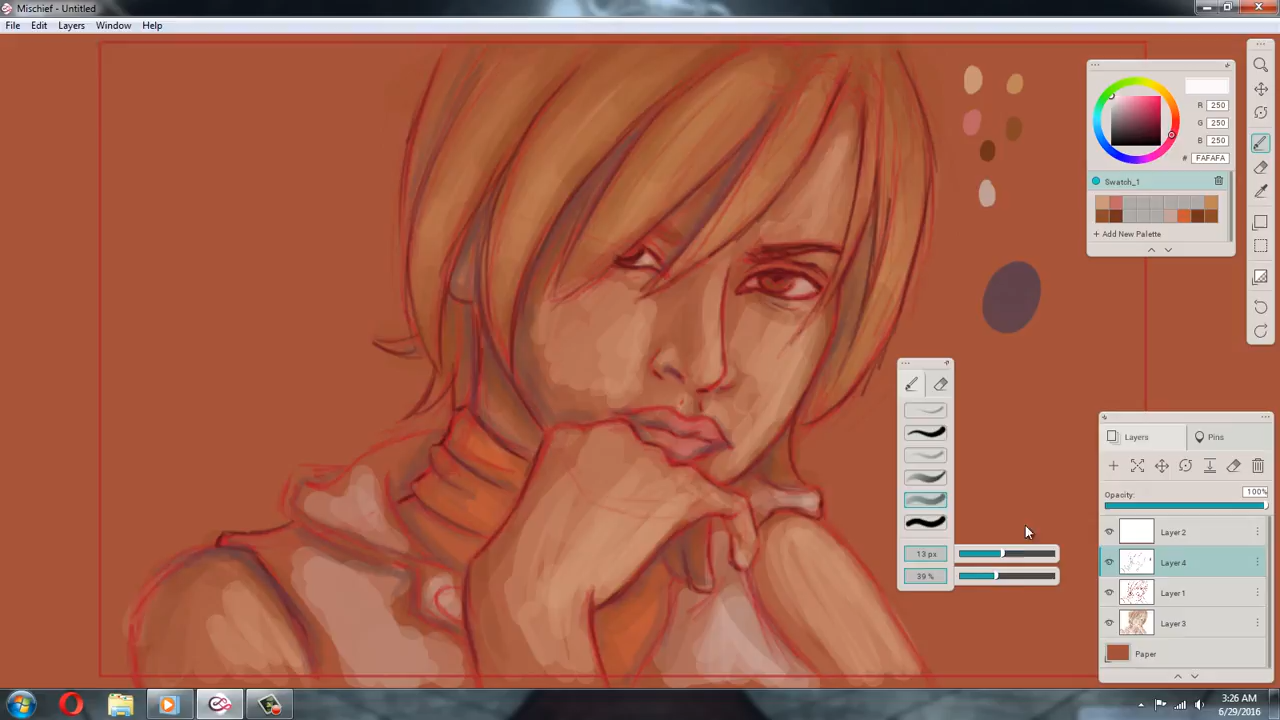 Mischief - Untitled
File Edit Layers Window Help
R 250
G 250
B 250
# FAFAFA
Swatch_1
+ Add New Palette
13 px
39 %
Layers Pins
Opacity: 100%
Layer 2
Layer 4
Layer 1
Layer 3
Paper
3:26 AM
6/29/2016